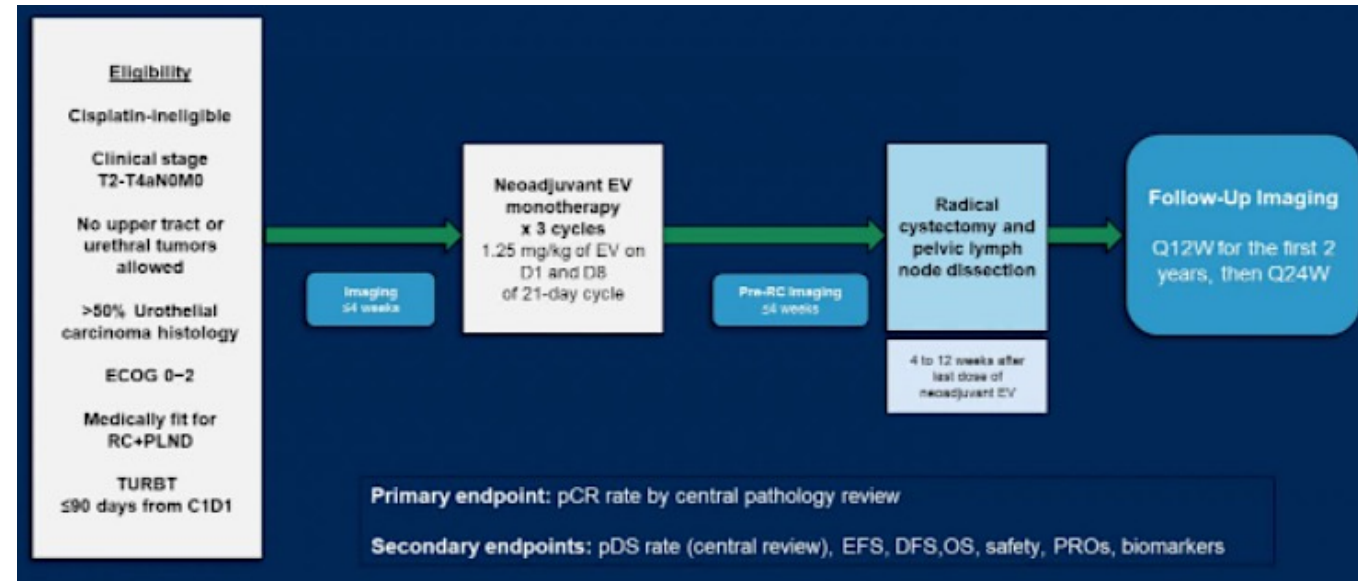 Eligibility
Cisplatin-ineligible
Clinical stage
T2-T4aN0M0
No upper tract or
urethral tumors
allowed
>50% Urothelial
carcinoma histology
ECOG 0–2
Medically fit for
RC+PLND
TURBT
≤90 days from C1D1
Imaging
≤4 weeks
Neoadjuvant EV
monotherapy
x 3 cycles
1.25 mg/kg of EV on
D1 and D8
of 21-day cycle
Pre-RC Imaging
≤4 weeks
Radical
cystectomy and
pelvic lymph
node dissection
4 to 12 weeks after
last dose of
neoadjuvant EV
Follow-Up Imaging
Q12W for the first 2
years, then Q24W
Primary endpoint: pCR rate by central pathology review
Secondary endpoints: pDS rate (central review), EFS, DFS,OS, safety, PROs, biomarkers